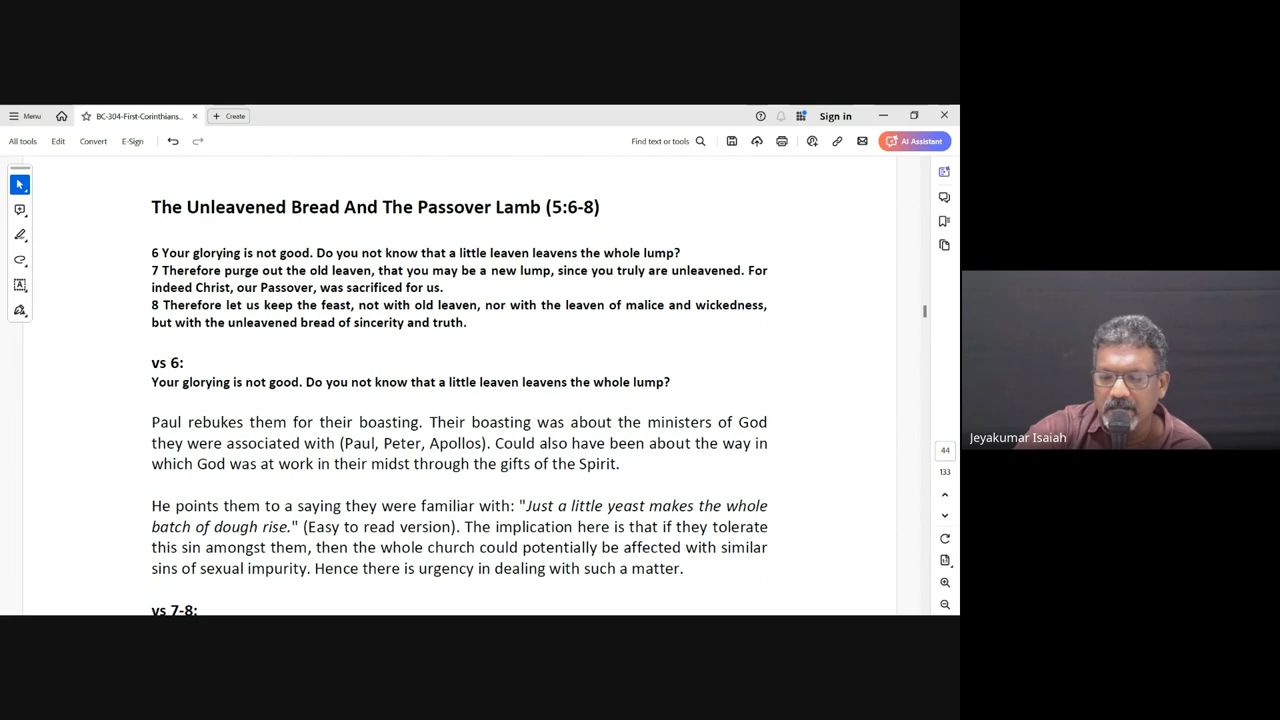 Menu
BC-304-First-Corinthians...
Create
Sign in
All tools
Edit
Convert
E-Sign
Find text or tools
AI Assistant
The Unleavened Bread And The Passover Lamb (5:6-8)
6 Your glorying is not good. Do you not know that a little leaven leavens the whole lump?
7 Therefore purge out the old leaven, that you may be a new lump, since you truly are unleavened. For
indeed Christ, our Passover, was sacrificed for us.
8 Therefore let us keep the feast, not with old leaven, nor with the leaven of malice and wickedness,
but with the unleavened bread of sincerity and truth.
vs 6:
Your glorying is not good. Do you not know that a little leaven leavens the whole lump?
Paul rebukes them for their boasting. Their boasting was about the ministers of God
they were associated with (Paul, Peter, Apollos). Could also have been about the way in
which God was at work in their midst through the gifts of the Spirit.
He points them to a saying they were familiar with: "Just a little yeast makes the whole
batch of dough rise." (Easy to read version). The implication here is that if they tolerate
this sin amongst them, then the whole church could potentially be affected with similar
sins of sexual impurity. Hence there is urgency in dealing with such a matter.
vs 7-8:
44
133
Jeyakumar Isaiah